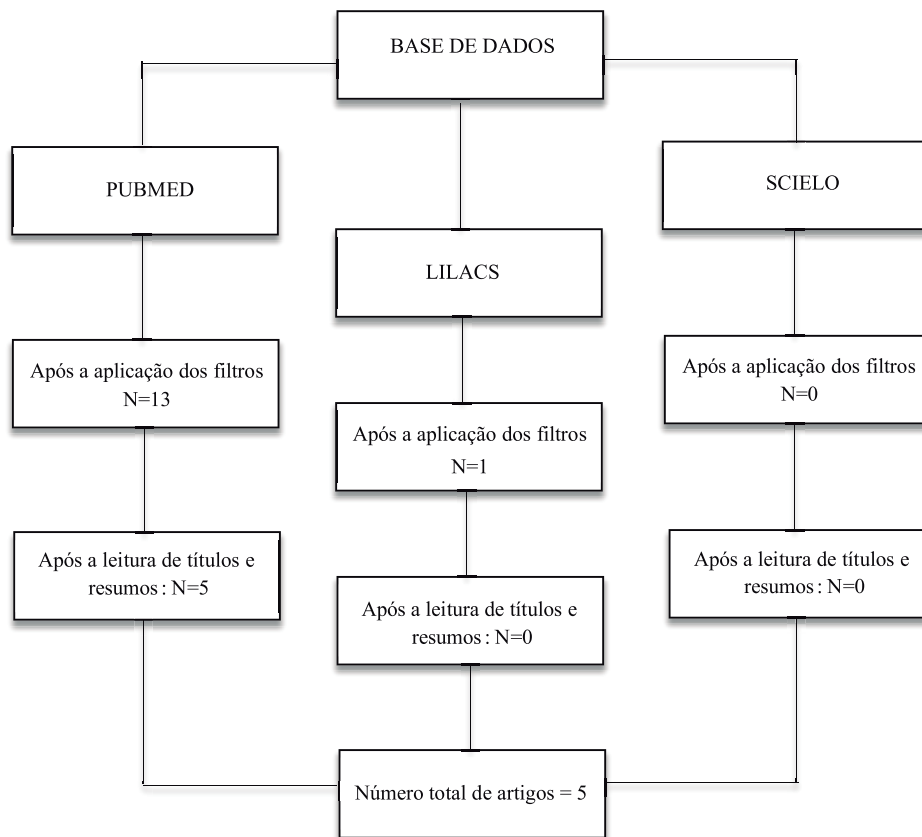 BASE DE DADOS
PUBMED
SCIELO
LILACS
Após a aplicação dos filtros
N=13
Após a aplicação dos filtros
N=0
Após a aplicação dos filtros
N=1
Após a leitura de títulos e
resumos: N=5
Após a leitura de títulos e
resumos: N=0
Após a leitura de títulos e
resumos: N=0
Número total de artigos = 5